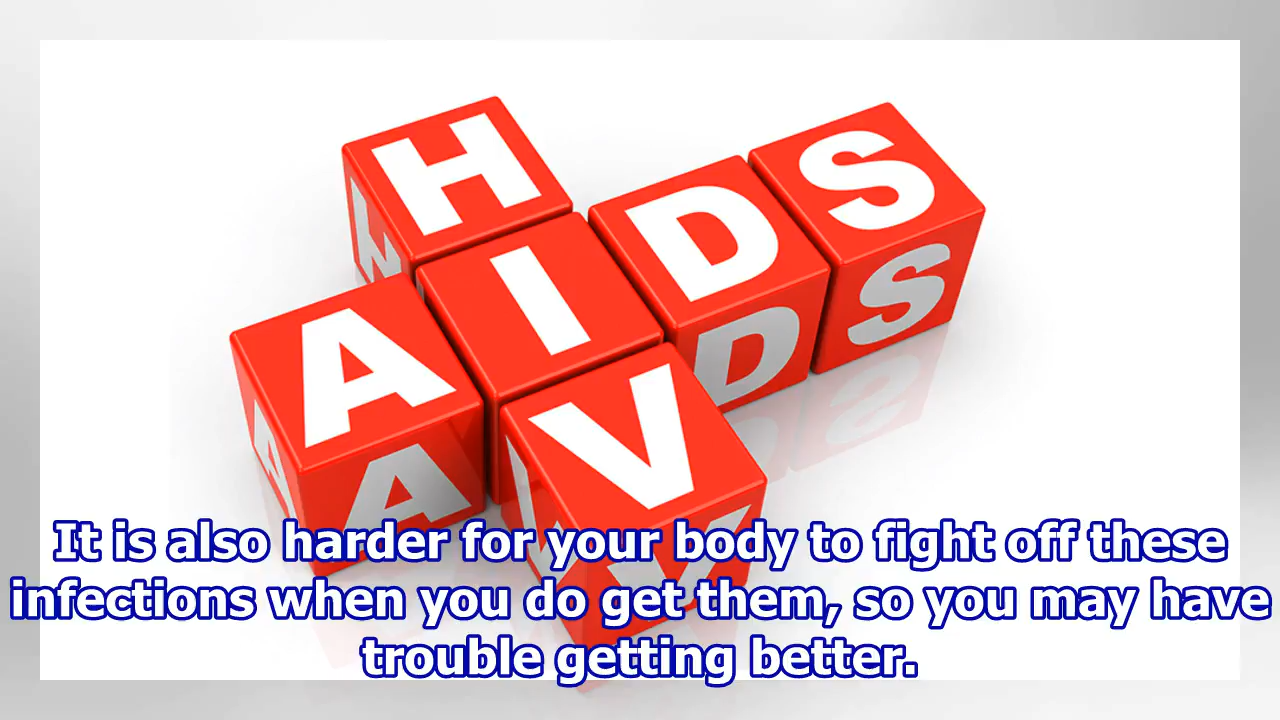 HIV
AIDS
It is also harder for your body to fight off these
infections when you do get them, so you may have
trouble getting better.